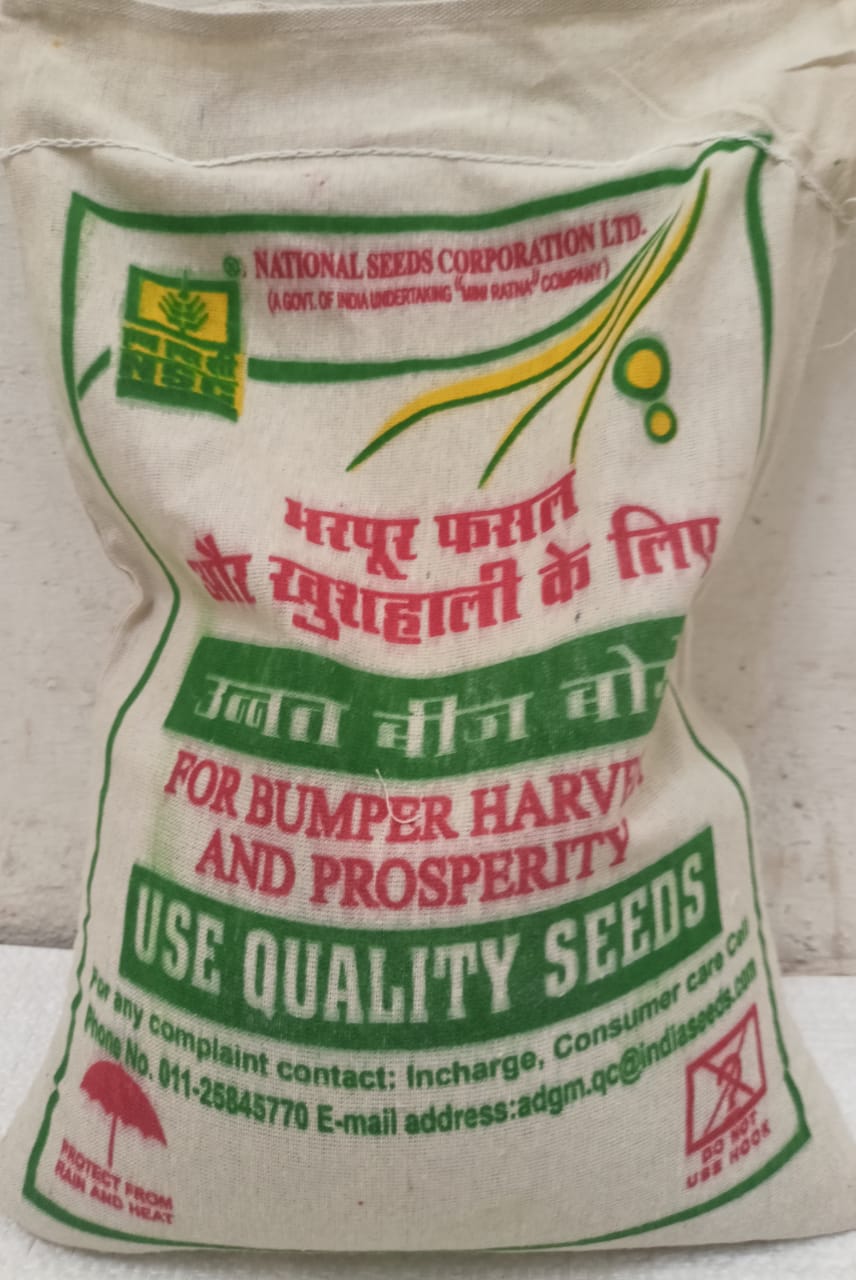 ® NATIONAL SEEDS CORPORATION LTD.
(A GOVT. OF INDIA UNDERTAKING "MINI RATNA" COMPANY)
NSC
भरपूर फसल
और खुशहाली के लिए
उन्नत बीज
FOR BUMPER
AND PROSPERITY
USE QUALITY SEEDS
For any complaint contact: Incharge, Consumer care Cell
Phone No. 011-25845770 E-mail address:adgm.qc@indiaseeds.com
PROTECT FROM
RAIN AND HEAT
DO NOT
USE HOOK